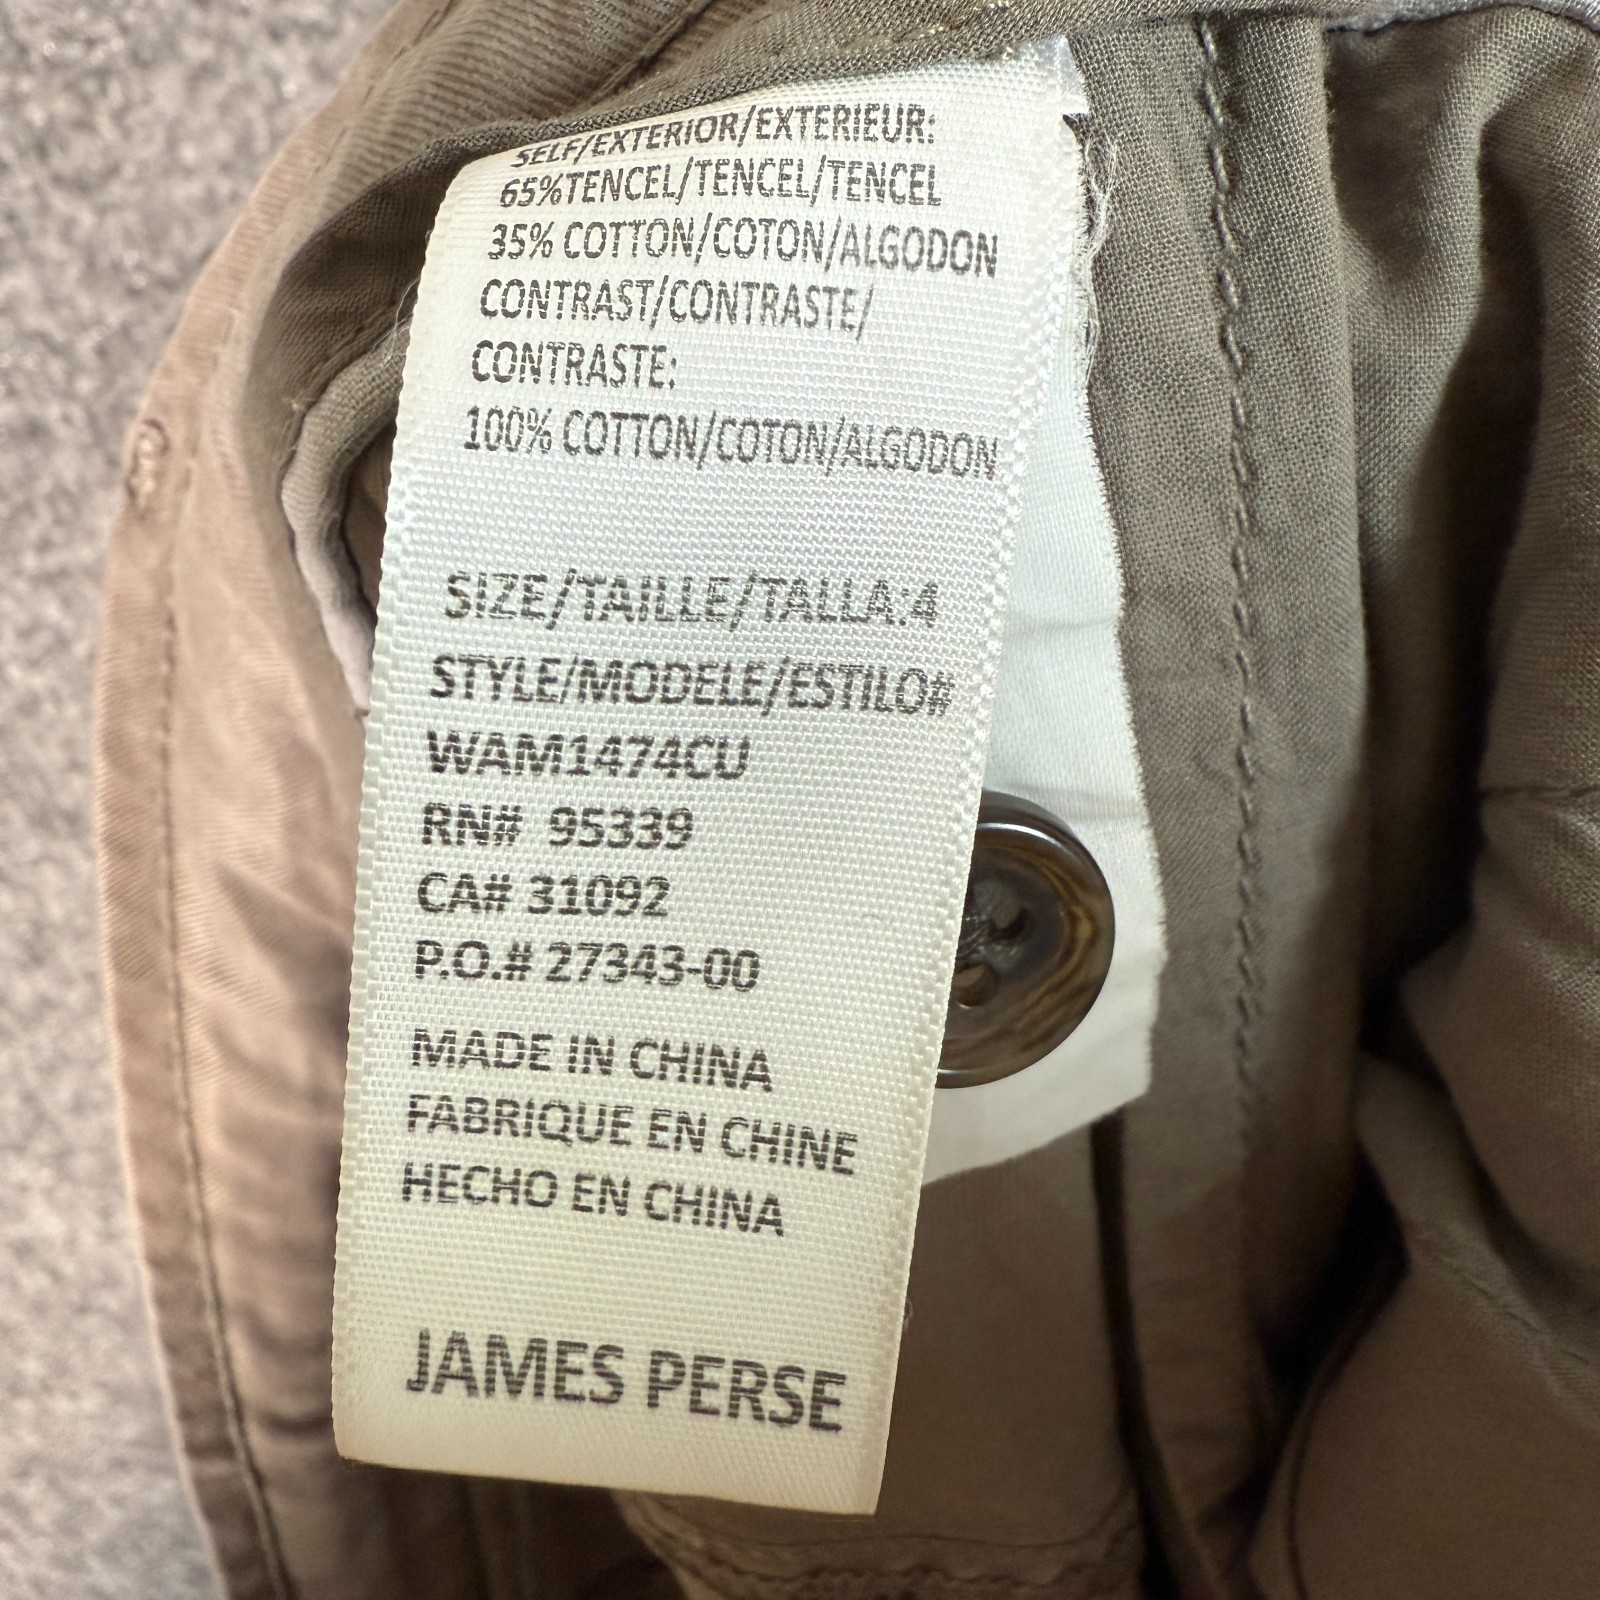 SELF/EXTERIOR/EXTERIEUR:
65%TENCEL/TENCEL/TENCEL
35% COTTON/COTON/ALGODON
CONTRAST/CONTRASTE/
CONTRASTE:
100% COTTON/COTON/ALGODON
SIZE/TAILLE/TALLA:4
STYLE/MODELE/ESTILO#
WAM1474CU
RN# 95339
CA# 31092
P.O.# 27343-00
MADE IN CHINA
FABRIQUE EN CHINE
HECHO EN CHINA
JAMES PERSE